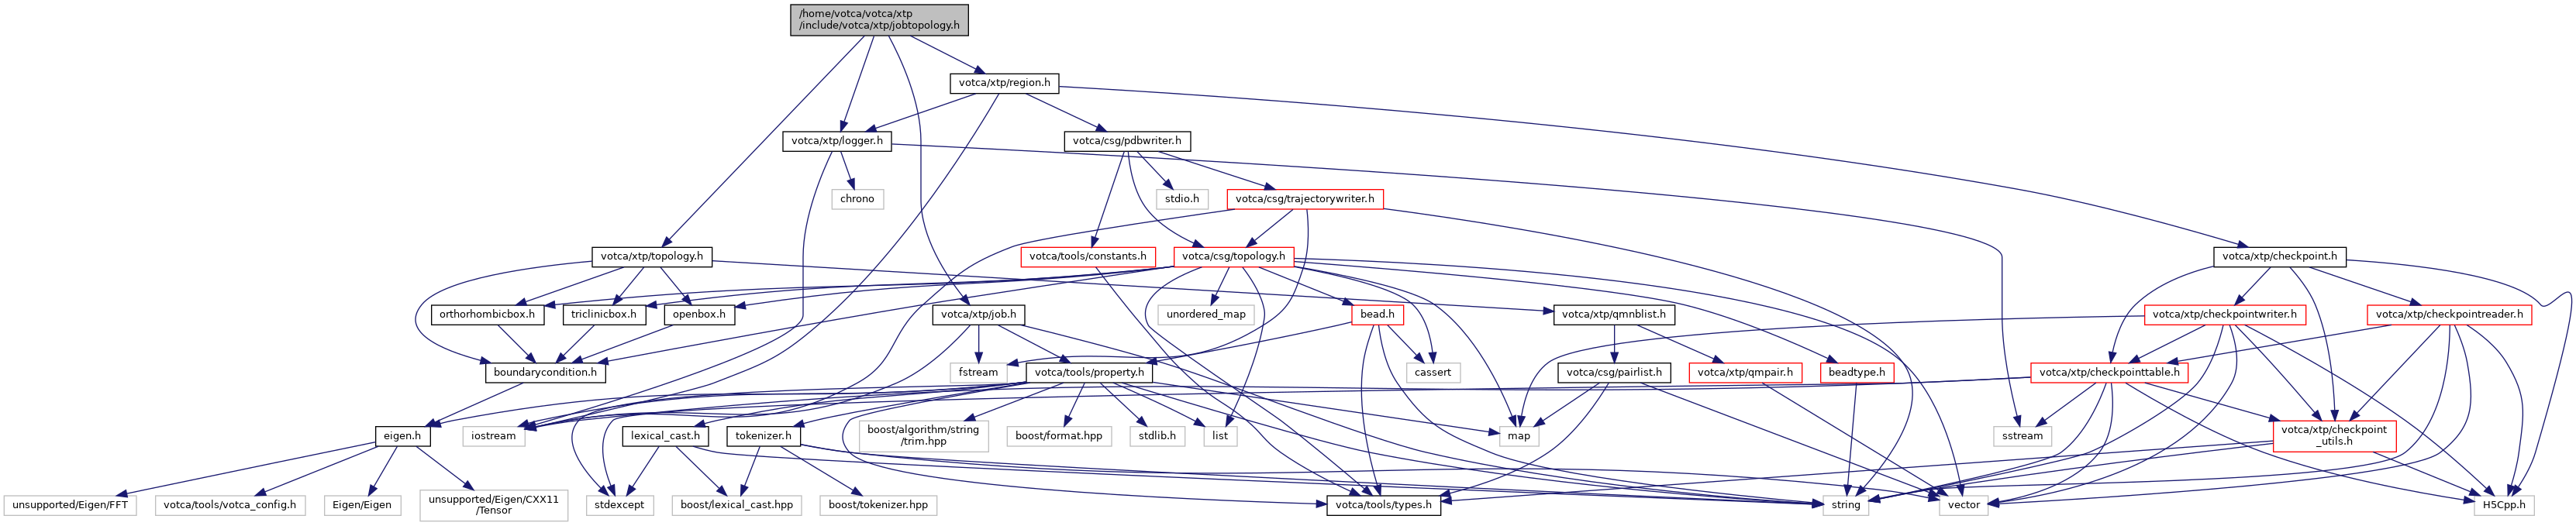 /home/votca/votca/xtp
/include/votca/xtp/jobtopology.h
votca/xtp/region.h
votca/xtp/logger.h
votca/csg/pdbwriter.h
chrono
stdio.h
votca/csg/trajectorywriter.h
votca/xtp/topology.h
votca/tools/constants.h
votca/csg/topology.h
votca/xtp/checkpoint.h
orthorhombicbox.h
triclinicbox.h
openbox.h
votca/xtp/job.h
unordered_map
bead.h
votca/xtp/qmnblist.h
votca/xtp/checkpointwriter.h
votca/xtp/checkpointreader.h
boundarycondition.h
fstream
votca/tools/property.h
cassert
votca/csg/pairlist.h
votca/xtp/qmpair.h
beadtype.h
votca/xtp/checkpointtable.h
eigen.h
iostream
lexical_cast.h
tokenizer.h
boost/algorithm/string
/trim.hpp
boost/format.hpp
stdlib.h
list
map
sstream
votca/xtp/checkpoint
_utils.h
unsupported/Eigen/FFT
votca/tools/votca_config.h
Eigen/Eigen
unsupported/Eigen/CXX11
/Tensor
stdexcept
boost/lexical_cast.hpp
boost/tokenizer.hpp
votca/tools/types.h
string
vector
H5Cpp.h